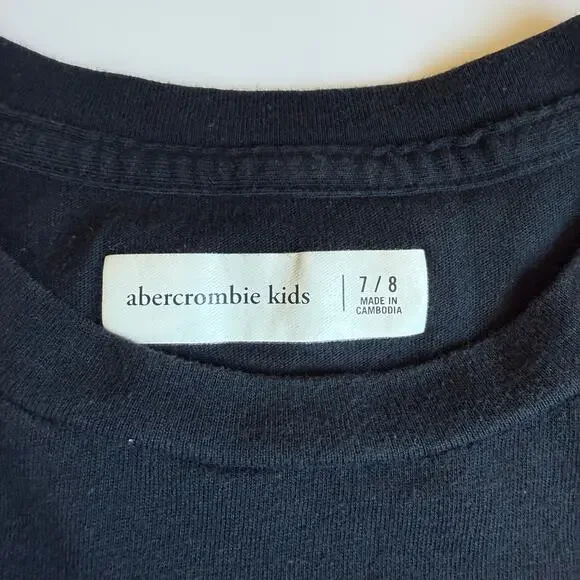 abercrombie kids | 7 / 8
MADE IN
CAMBODIA